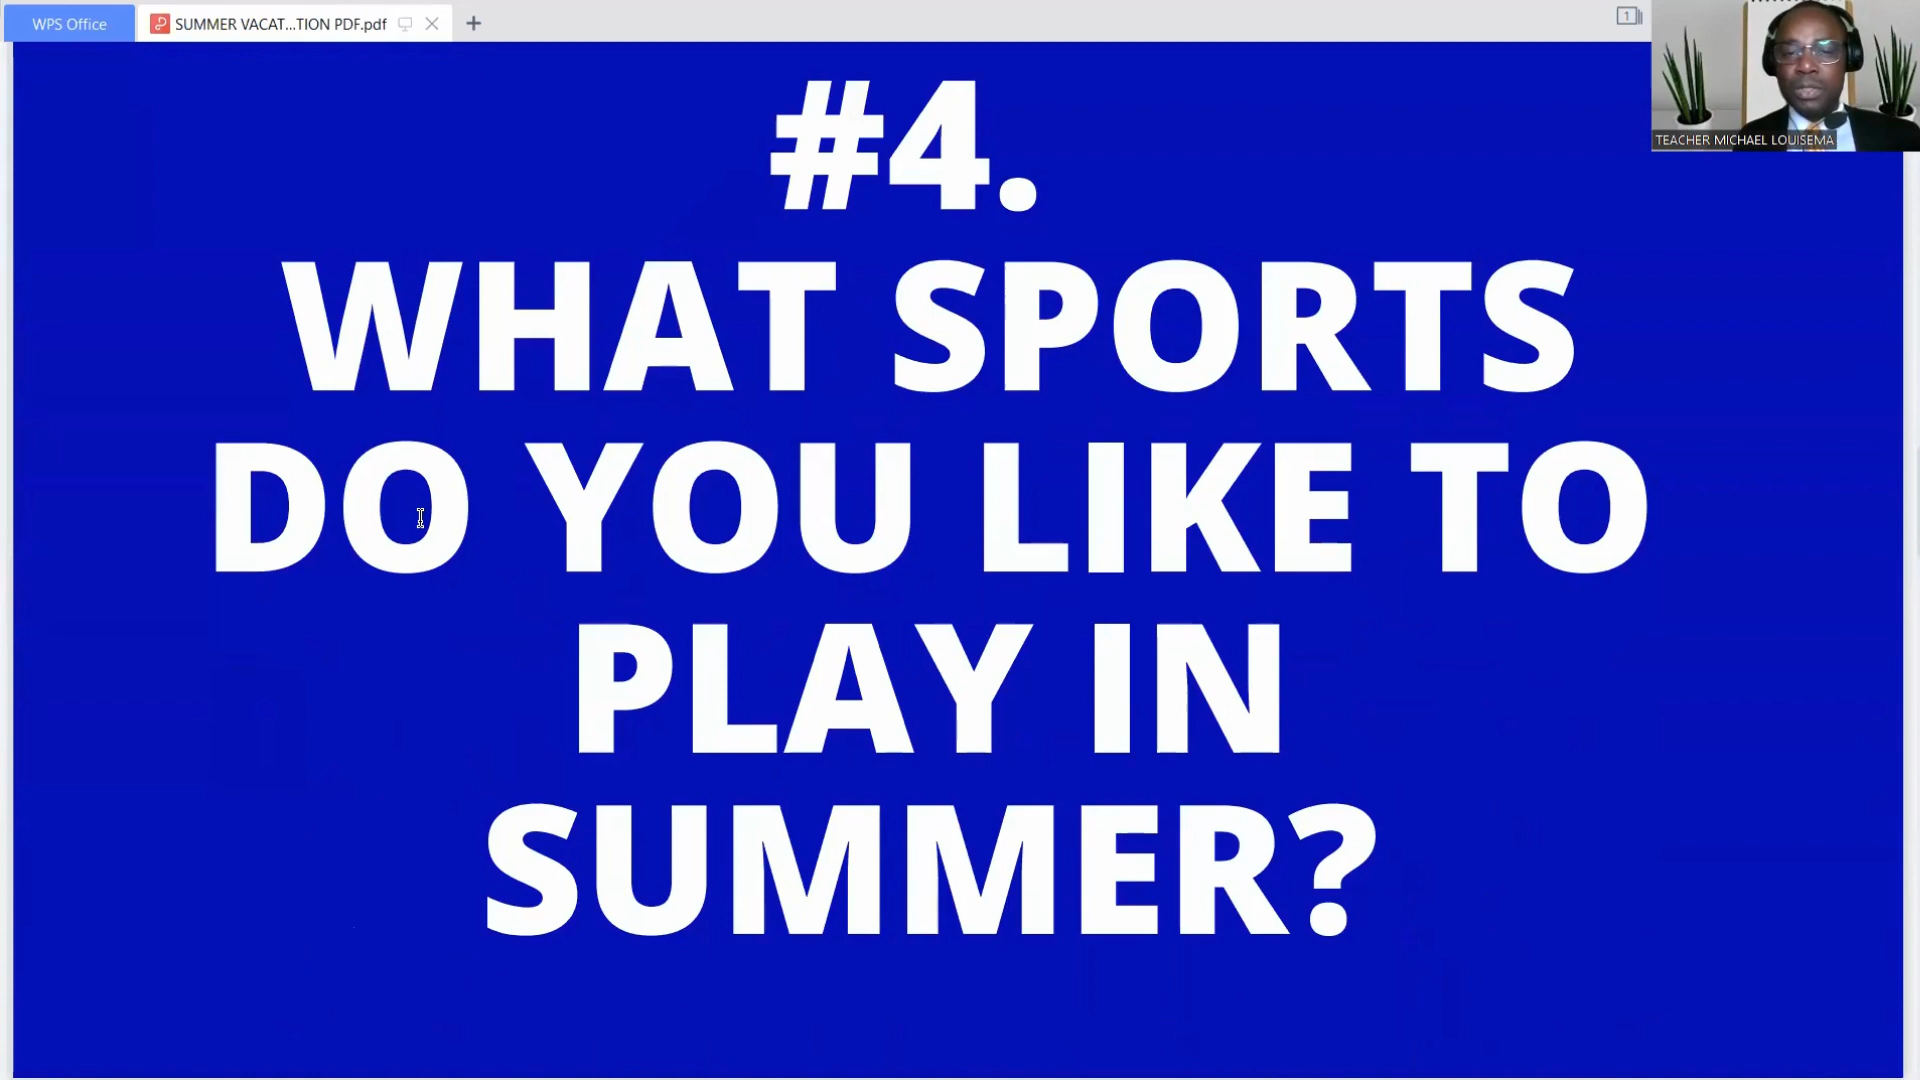 WPS Office
SUMMER VACAT...TION PDF.pdf
1
TEACHER MICHAEL LOUISEMA
#4.
WHAT SPORTS
DO YOU LIKE TO
PLAY IN
SUMMER?